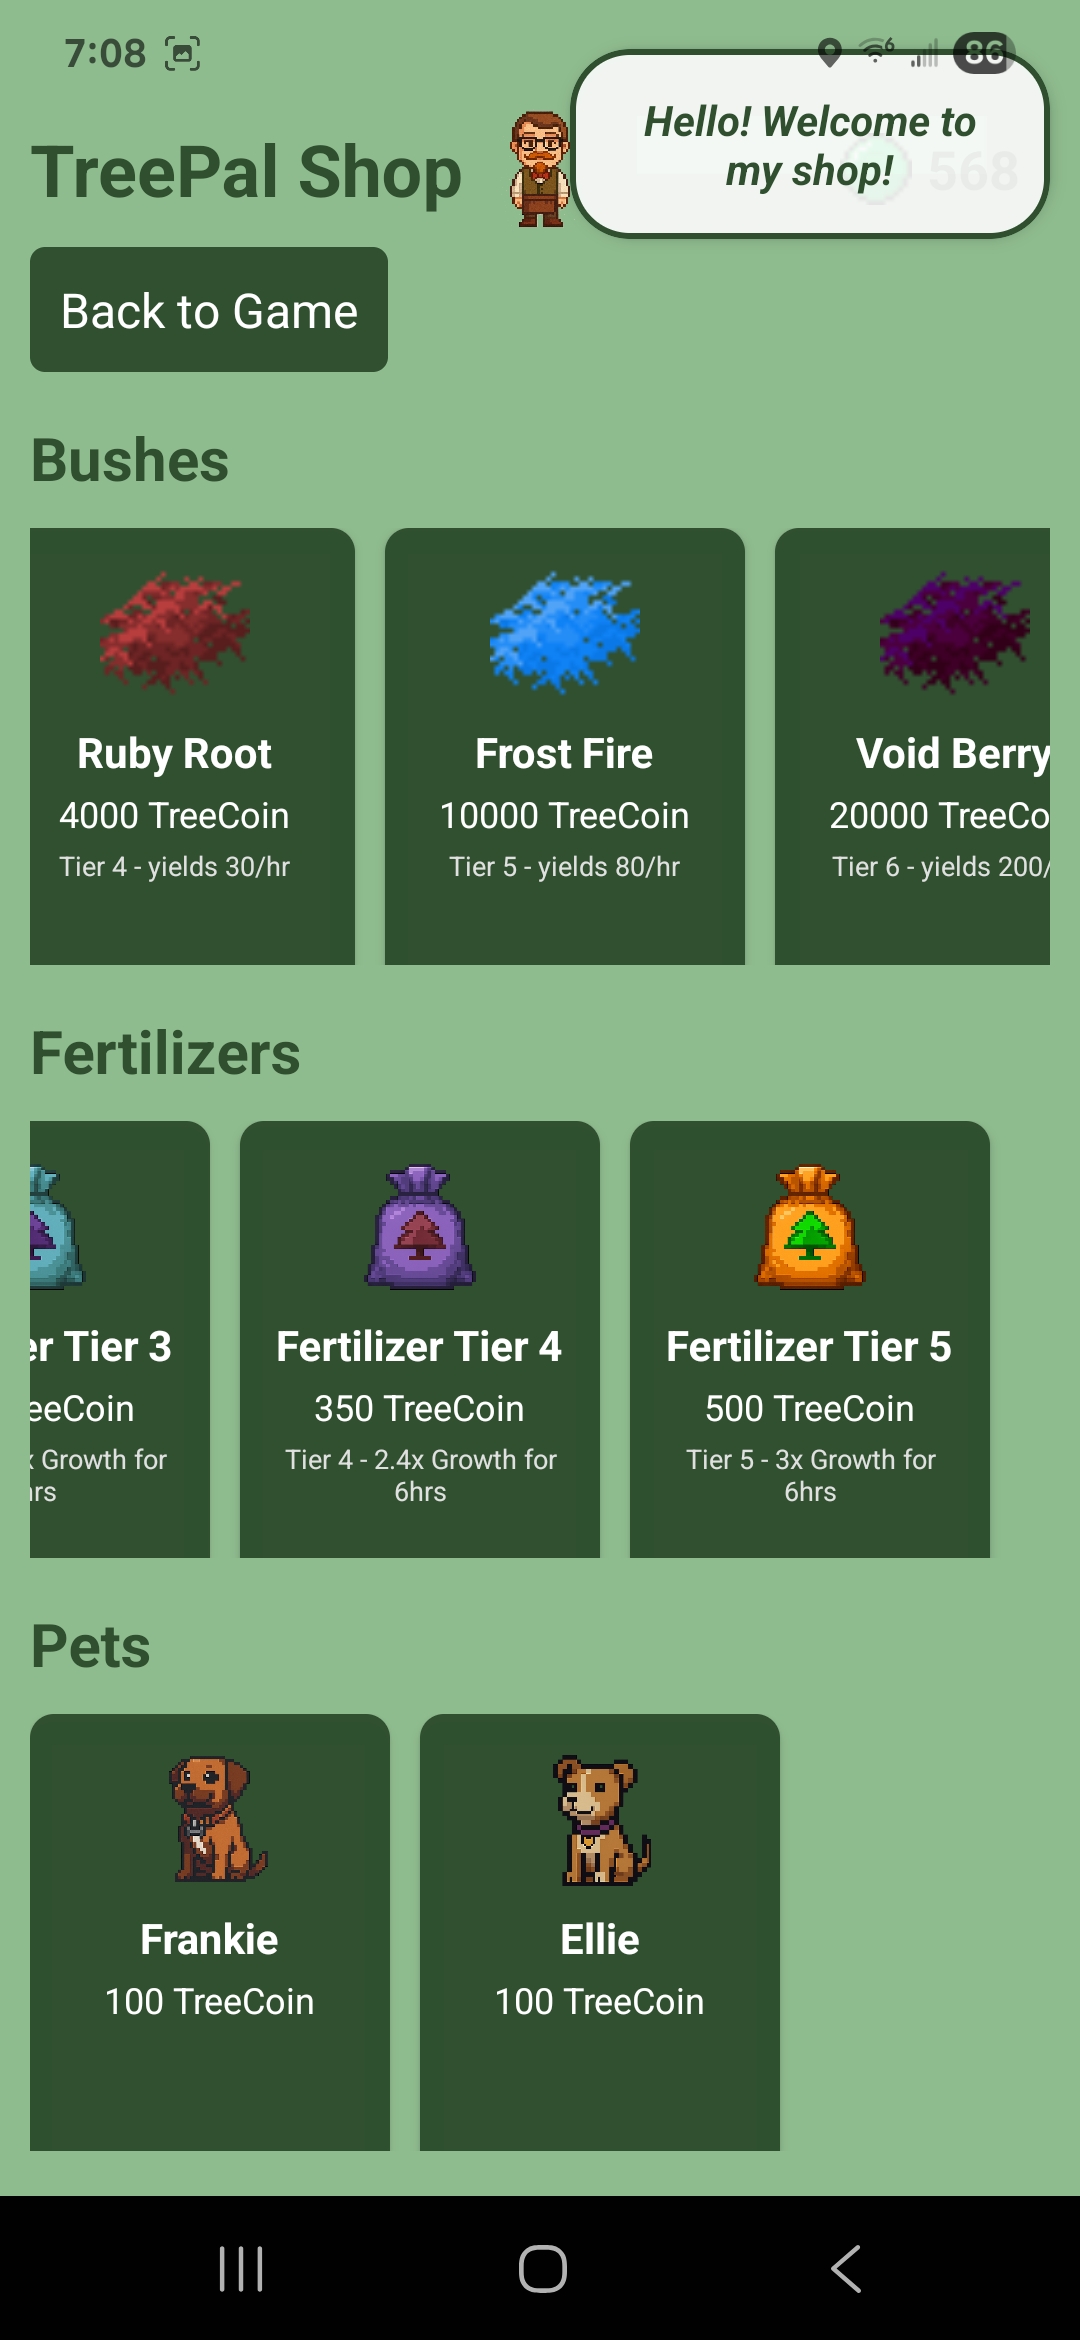 7:08
6
86
TreePal Shop
Hello! Welcome to
my shop!
568
Back to Game
Bushes
Ruby Root
4000 TreeCoin
Tier 4 - yields 30/hr
Frost Fire
10000 TreeCoin
Tier 5 - yields 80/hr
Void Berry
20000 TreeCo
Tier 6 - yields 200/
Fertilizers
er Tier 3
eeCoin
x Growth for
hrs
Fertilizer Tier 4
350 TreeCoin
Tier 4 - 2.4x Growth for
6hrs
Fertilizer Tier 5
500 TreeCoin
Tier 5 - 3x Growth for
6hrs
Pets
Frankie
100 TreeCoin
Ellie
100 TreeCoin